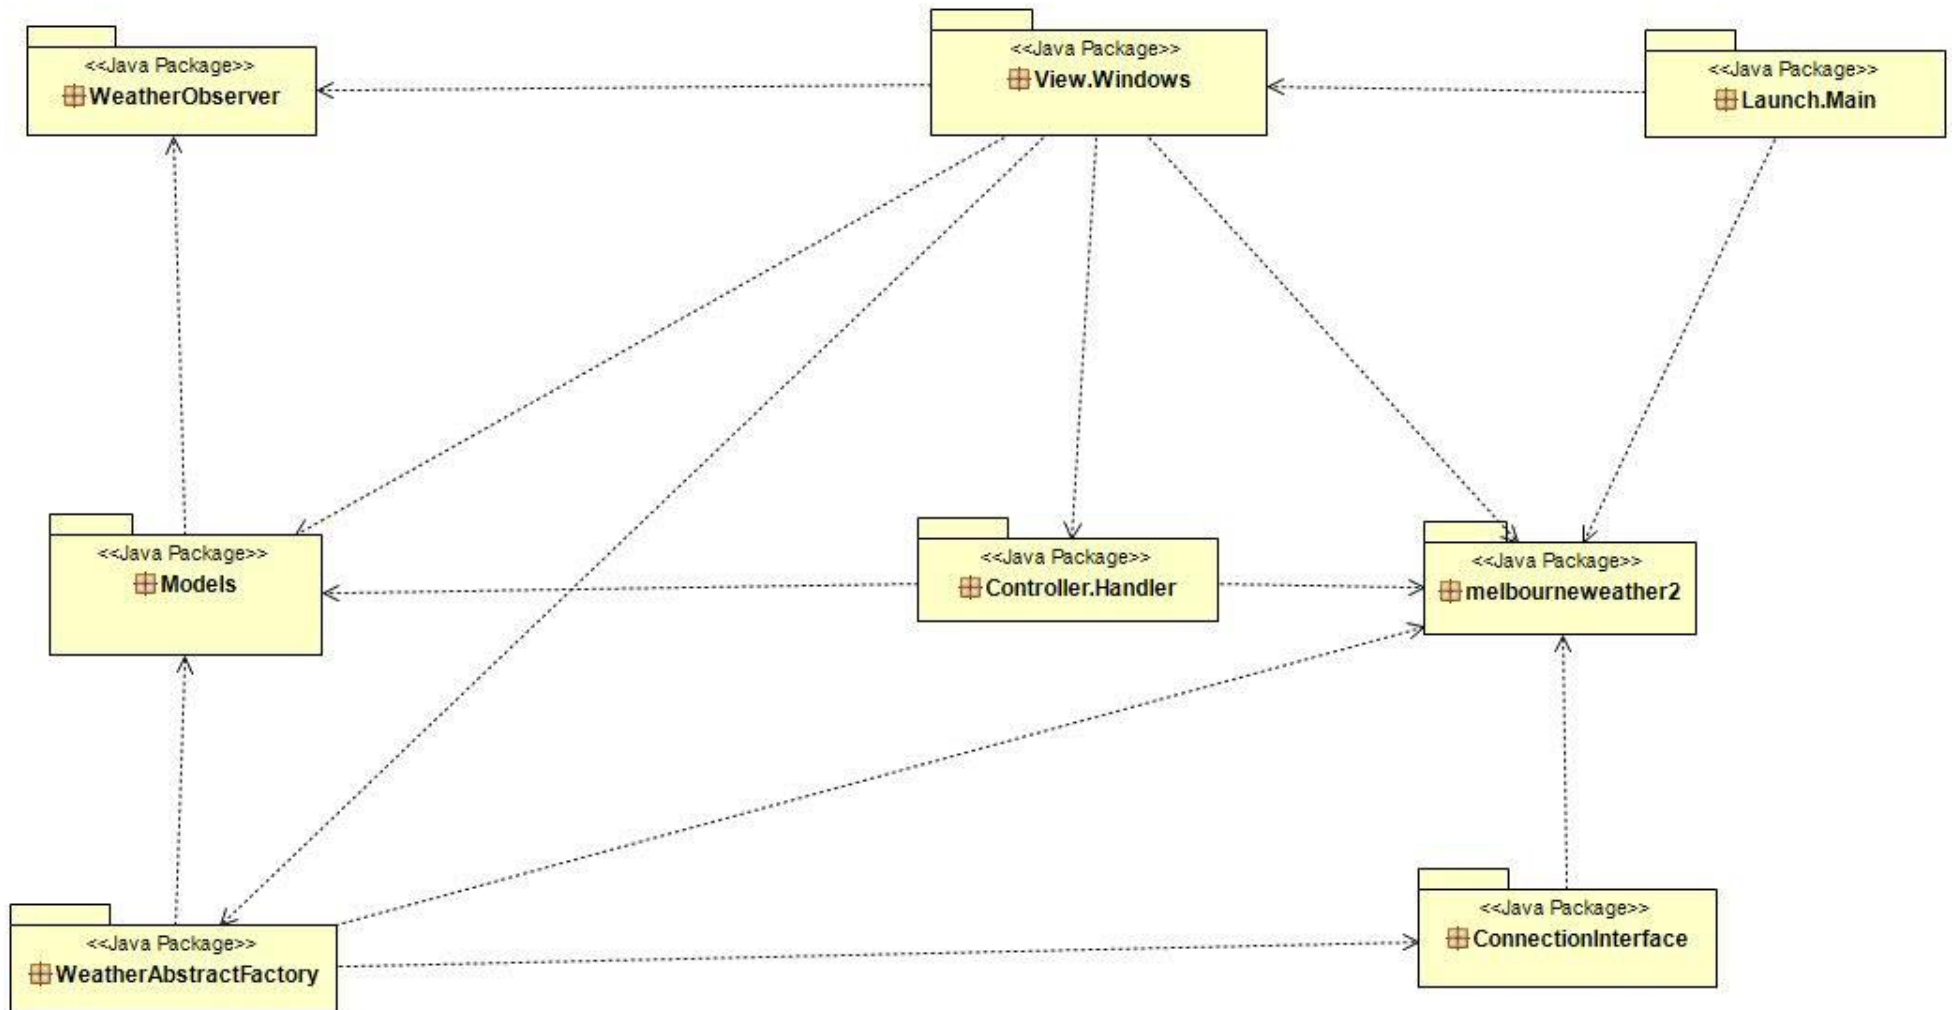 <<Java Package>>
WeatherObserver
<<Java Package>>
View.Windows
<<Java Package>>
Launch.Main
<<Java Package>>
Models
<<Java Package>>
Controller.Handler
<<Java Package>>
melbourneweather2
<<Java Package>>
WeatherAbstractFactory
<<Java Package>>
ConnectionInterface